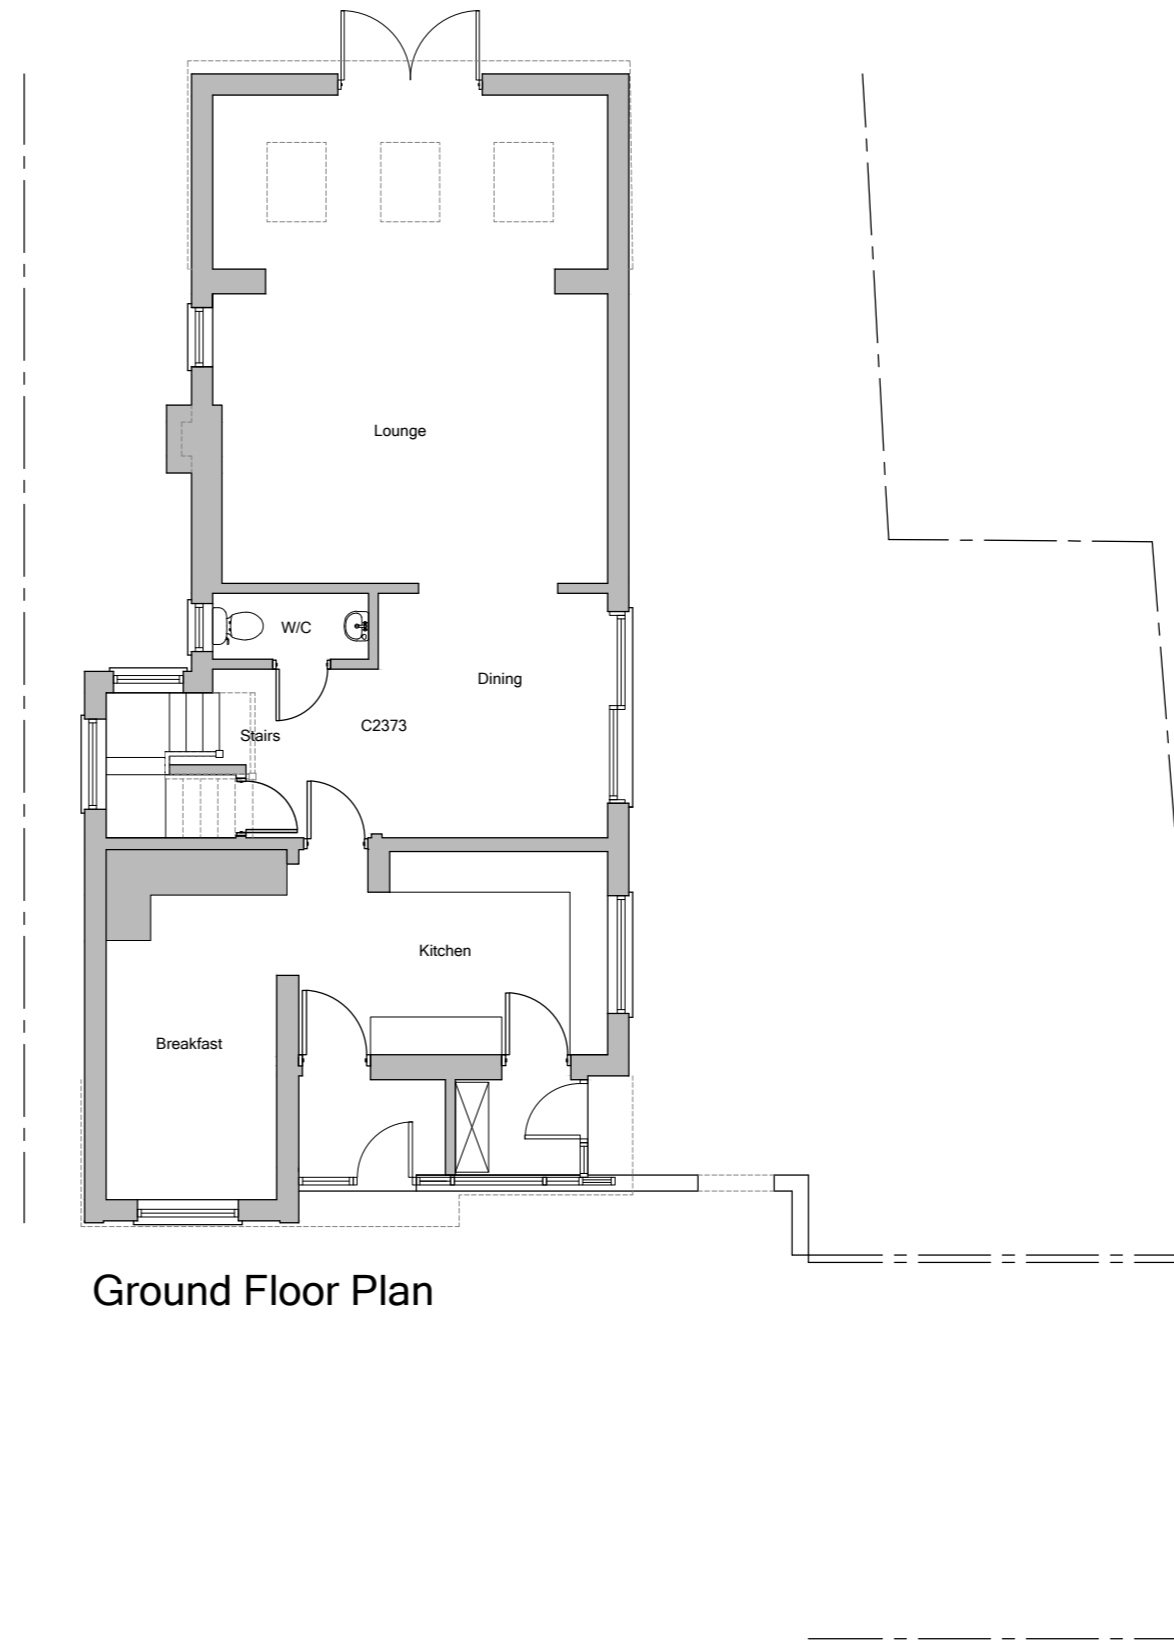 Lounge
W/C
Dining
C2373
Stairs
Kitchen
Breakfast
Ground Floor Plan